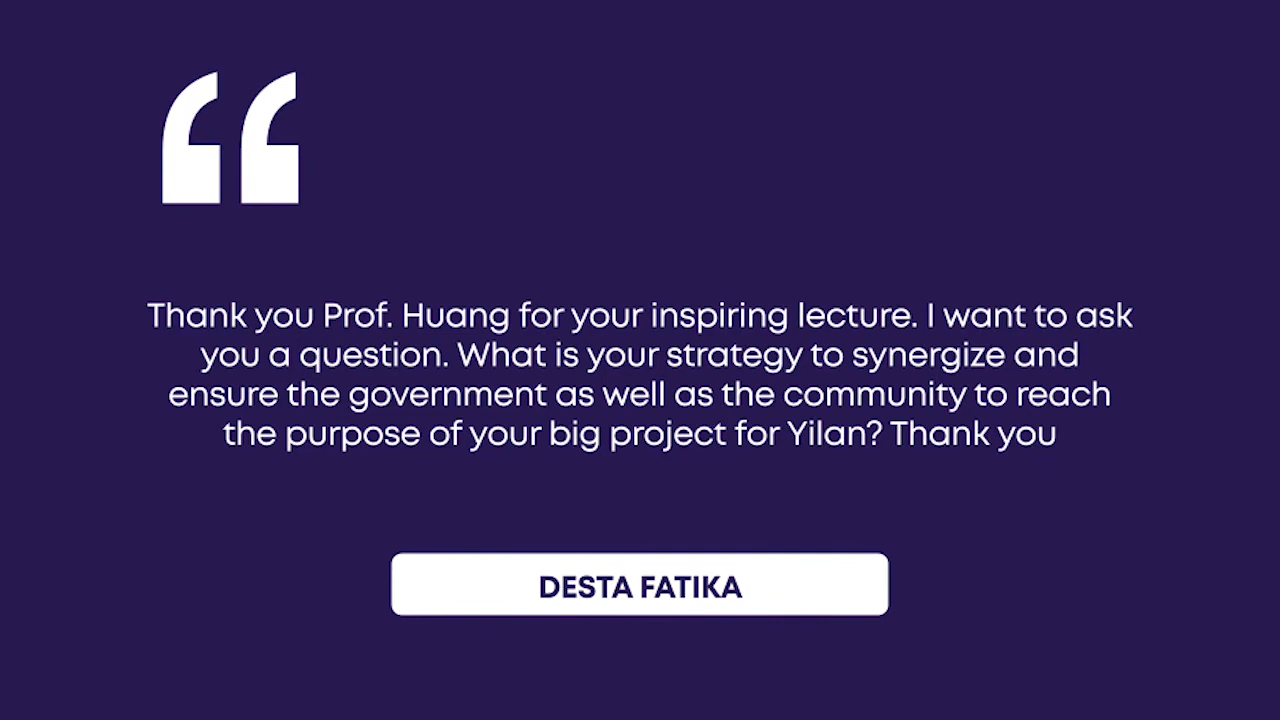 “
Thank you Prof. Huang for your inspiring lecture. I want to ask
you a question. What is your strategy to synergize and
ensure the government as well as the community to reach
the purpose of your big project for Yilan? Thank you
DESTA FATIKA